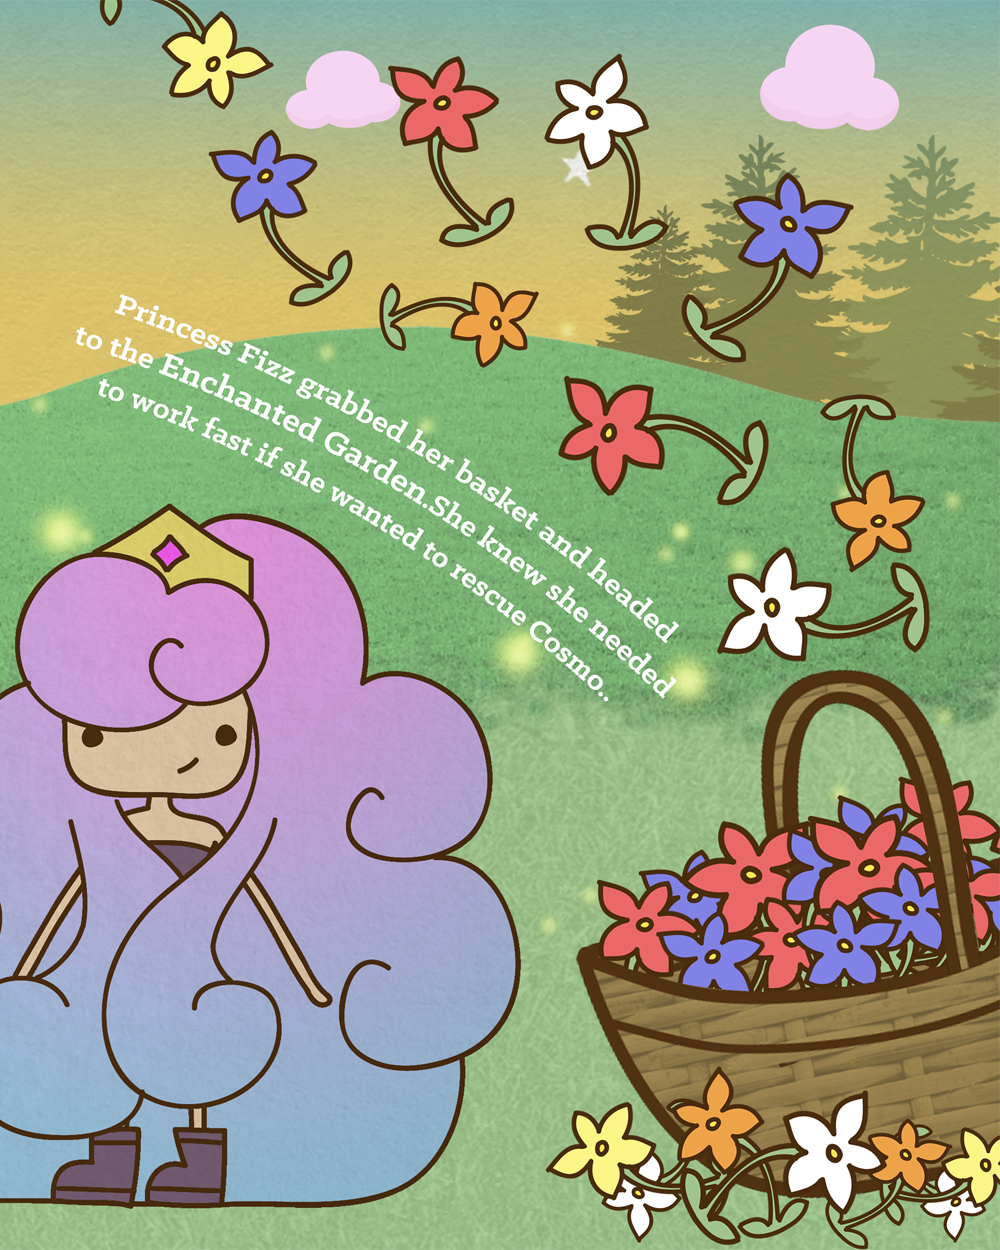 Princess Fizz grabbed her basket and headed
to the Enchanted Garden.She knew she needed
to work fast if she wanted to rescue Cosmo..